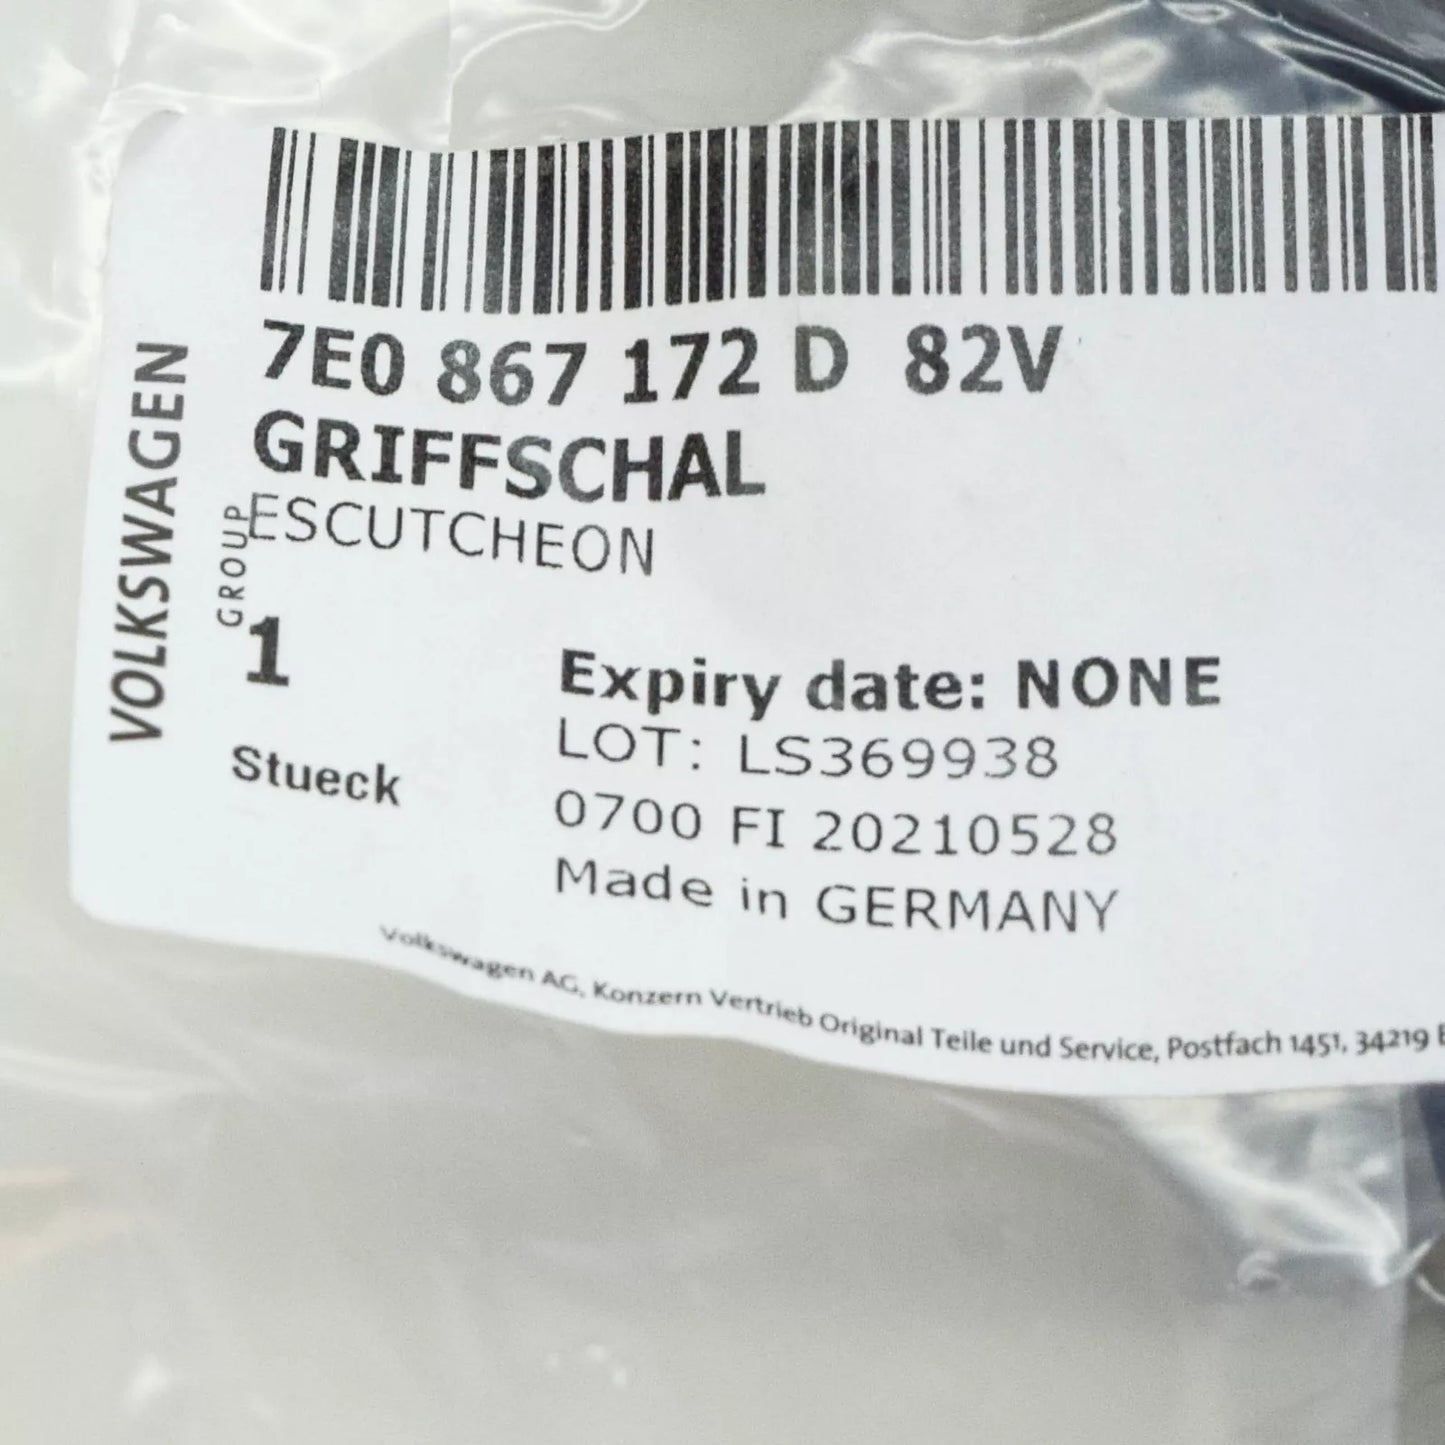 7E0 867 172 D 82V
GRIFFSCHAL
ESCUTCHEON
VOLKSWAGEN
GROUP
1
Stueck
Expiry date: NONE
LOT: LS369938
0700 FI 20210528
Made in GERMANY
Volkswagen AG, Konzern Vertrieb Original Teile und Service, Postfach 1451, 34219